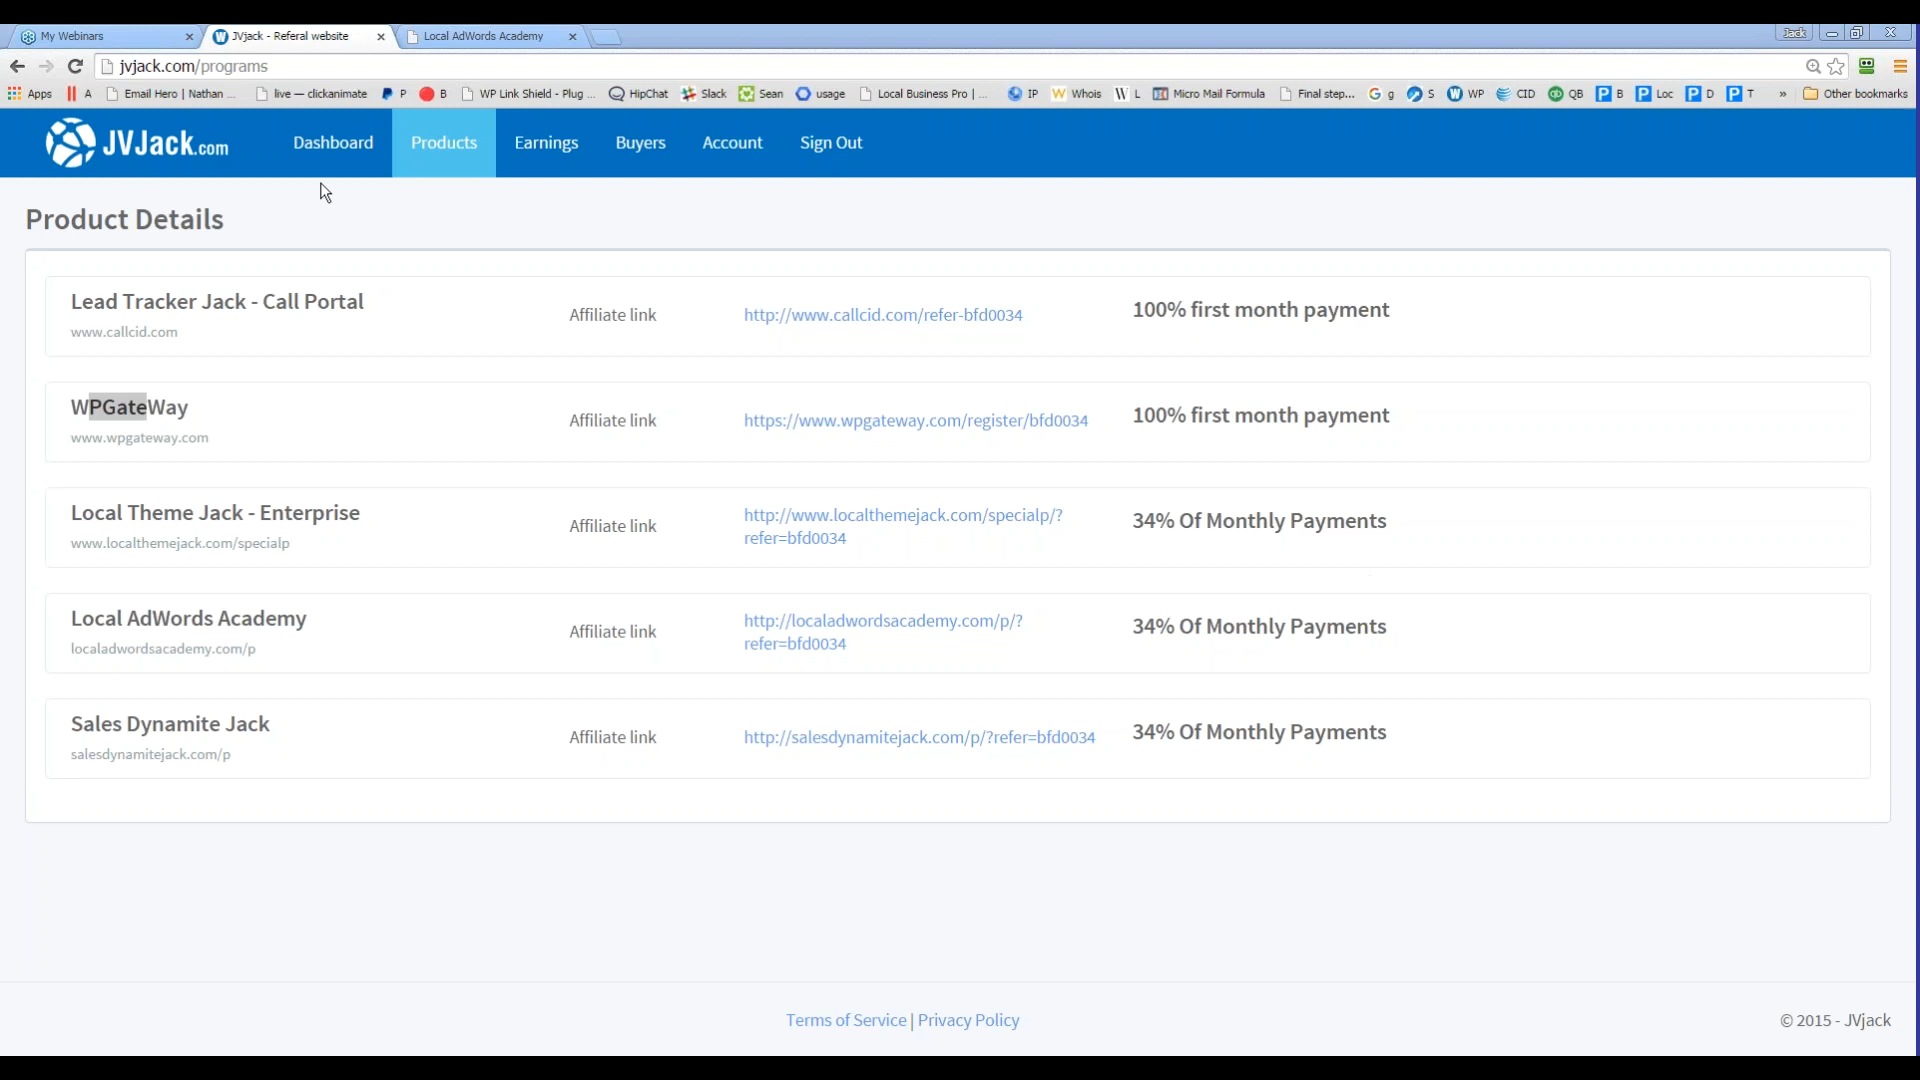 My Webinars
JVjack - Referal website
Local AdWords Academy
Jack
jvjack.com/programs
Apps
A
Email Hero | Nathan ...
live — clickanimate
P
B
WP Link Shield - Plug ...
HipChat
Slack
Sean
usage
Local Business Pro | ...
IP
Whois
L
Micro Mail Formula
Final step...
g
S
WP
CID
QB
B
Loc
D
T
»
Other bookmarks
JVJack.com
Dashboard
Products
Earnings
Buyers
Account
Sign Out
Product Details
Lead Tracker Jack - Call Portal
www.callcid.com
Affiliate link
http://www.callcid.com/refer-bfd0034
100% first month payment
WPGateWay
www.wpgateway.com
Affiliate link
https://www.wpgateway.com/register/bfd0034
100% first month payment
Local Theme Jack - Enterprise
www.localthemejack.com/specialp
Affiliate link
http://www.localthemejack.com/specialp/?
refer=bfd0034
34% Of Monthly Payments
Local AdWords Academy
localadwordsacademy.com/p
Affiliate link
http://localadwordsacademy.com/p/?
refer=bfd0034
34% Of Monthly Payments
Sales Dynamite Jack
salesdynamitejack.com/p
Affiliate link
http://salesdynamitejack.com/p/?refer=bfd0034
34% Of Monthly Payments
Terms of Service | Privacy Policy
© 2015 - JVjack